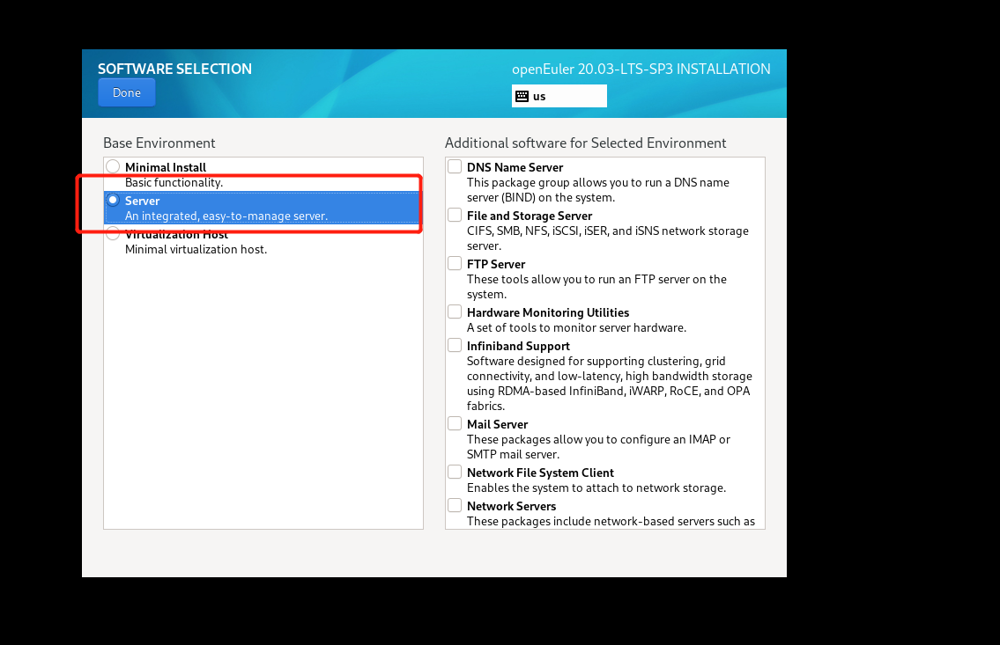 SOFTWARE SELECTION
openEuler 20.03-LTS-SP3 INSTALLATION
Done
us
Base Environment
Minimal Install
Basic functionality.
Server
An integrated, easy-to-manage server.
Virtualization Host
Minimal virtualization host.
Additional software for Selected Environment
DNS Name Server
This package group allows you to run a DNS name
server (BIND) on the system.
File and Storage Server
CIFS, SMB, NFS, iSCSI, iSER, and iSNS network storage
server.
FTP Server
These tools allow you to run an FTP server on the
system.
Hardware Monitoring Utilities
A set of tools to monitor server hardware.
Infiniband Support
Software designed for supporting clustering, grid
connectivity, and low-latency, high bandwidth storage
using RDMA-based InfiniBand, iWARP, RoCE, and OPA
fabrics.
Mail Server
These packages allow you to configure an IMAP or
SMTP mail server.
Network File System Client
Enables the system to attach to network storage.
Network Servers
These packages include network-based servers such as